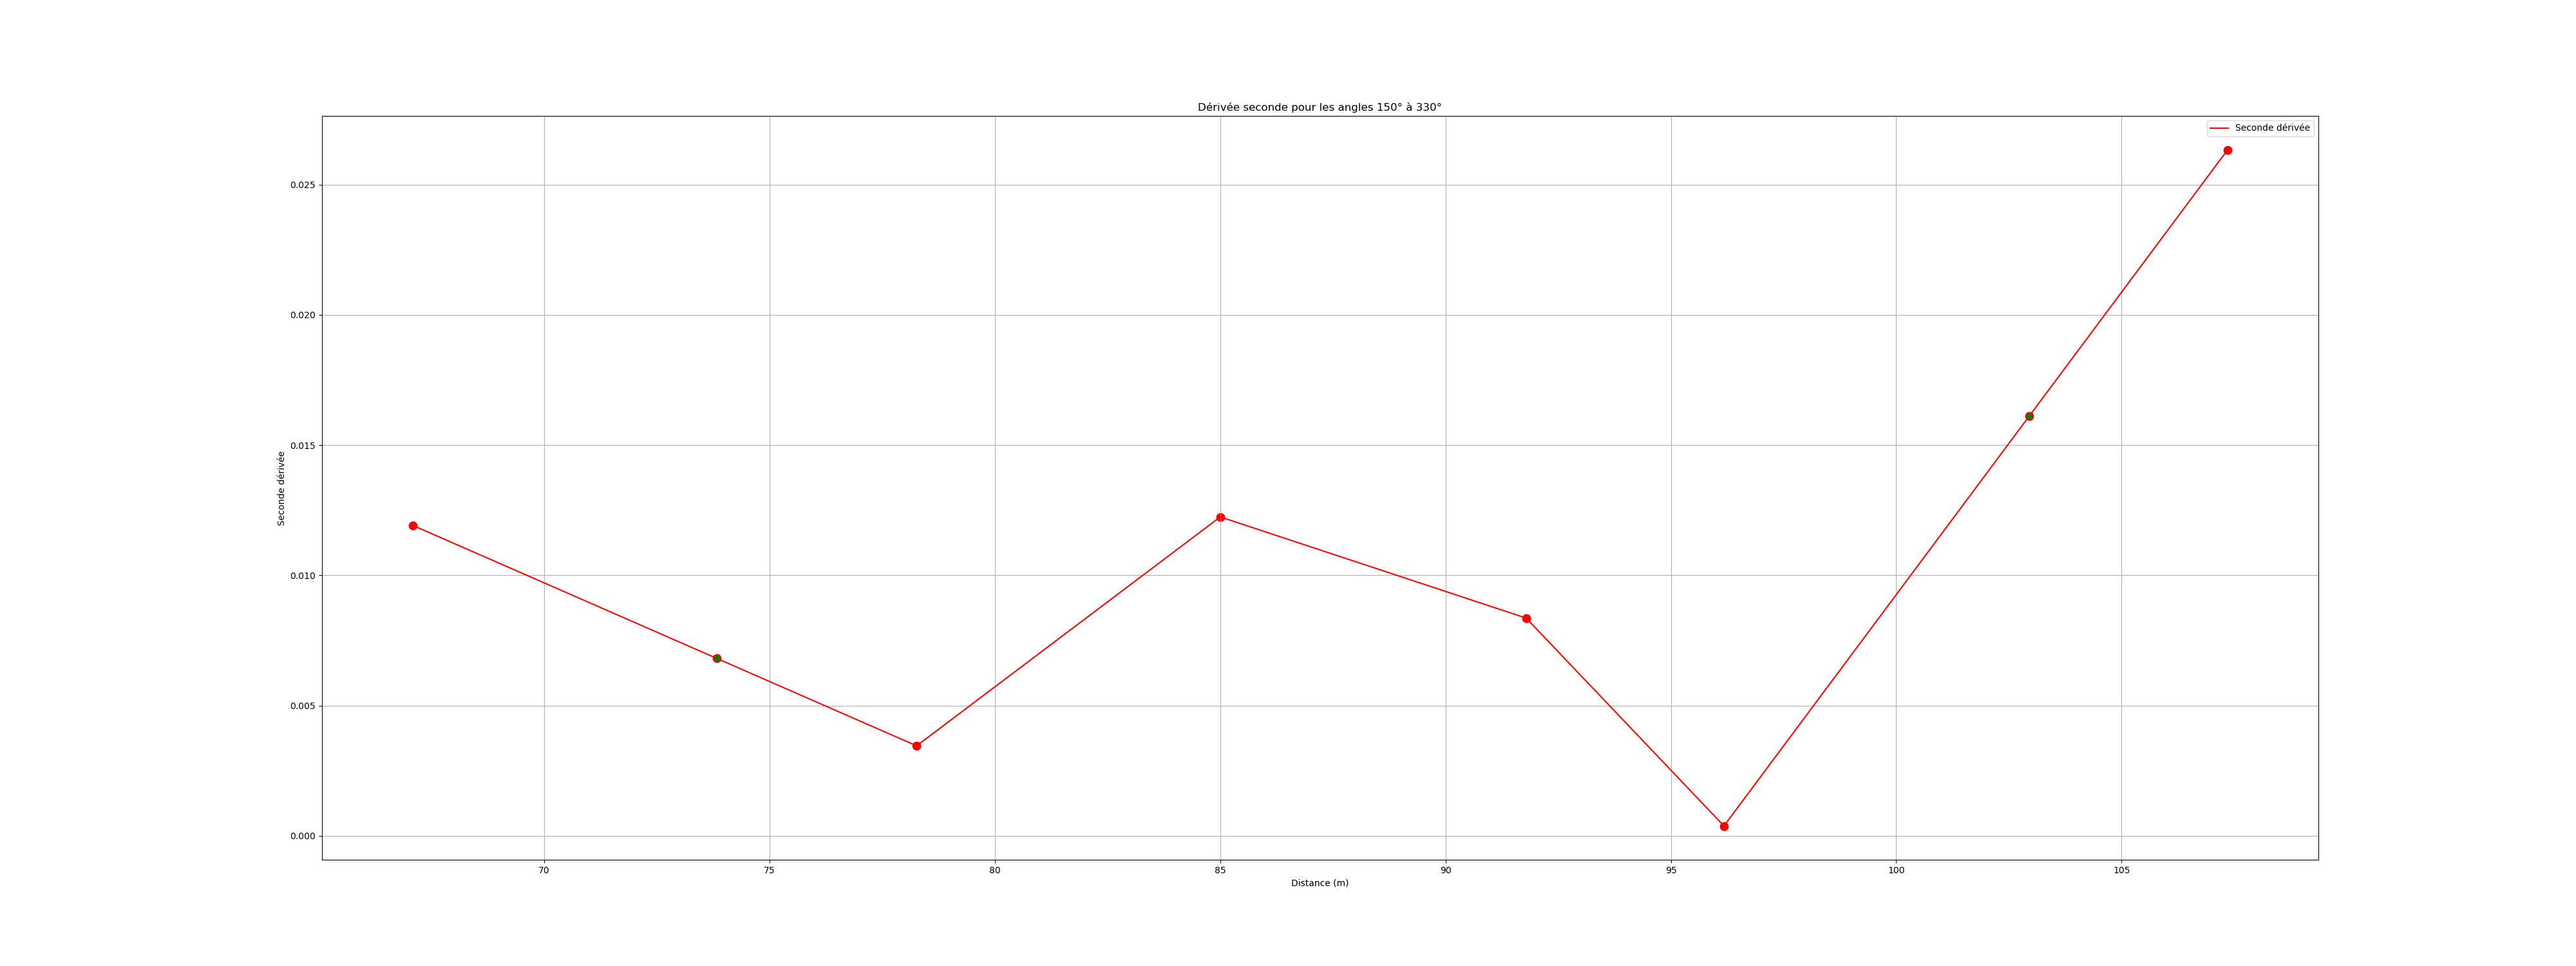 Dérivée seconde pour les angles 150° à 330°
Seconde dérivée
0.025
0.020
0.015
0.010
0.005
0.000
Seconde dérivée
70 75 80 85 90 95 100 105
Distance (m)